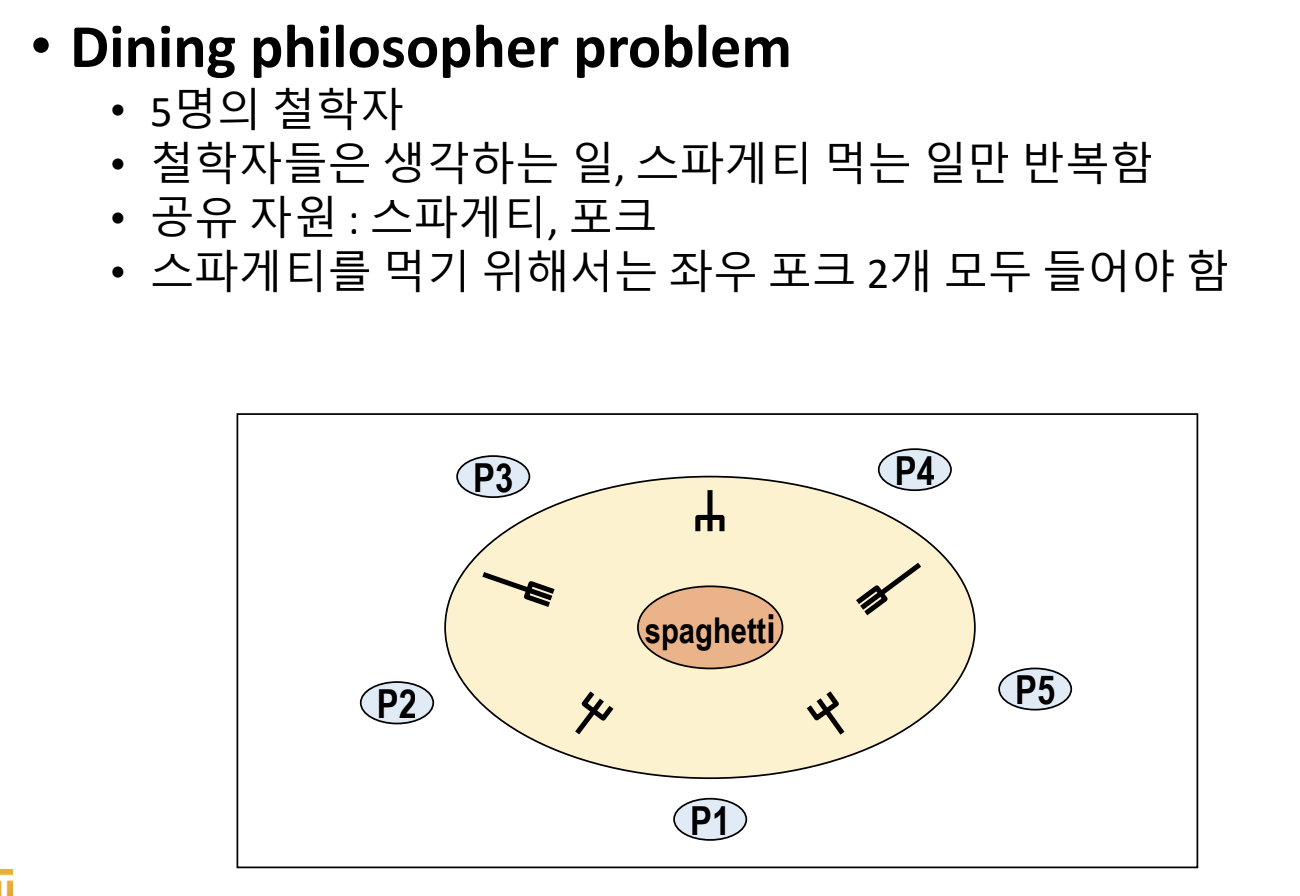 • Dining philosopher problem
• 5명의 철학자
• 철학자들은 생각하는 일, 스파게티 먹는 일만 반복함
• 공유 자원 : 스파게티, 포크
• 스파게티를 먹기 위해서는 좌우 포크 2개 모두 들어야 함
P3
P4
spaghetti
P2
P5
P1